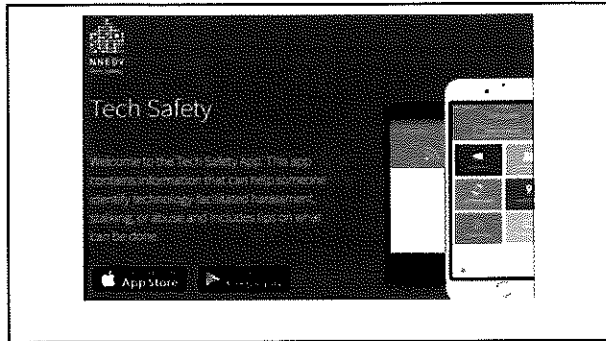 NNEDV
Tech Safety
Welcome to the Tech Safety App. This app
contains information that can help someone
identify technology-facilitated harassment,
stalking, or abuse and includes tips on what
can be done.
App Store